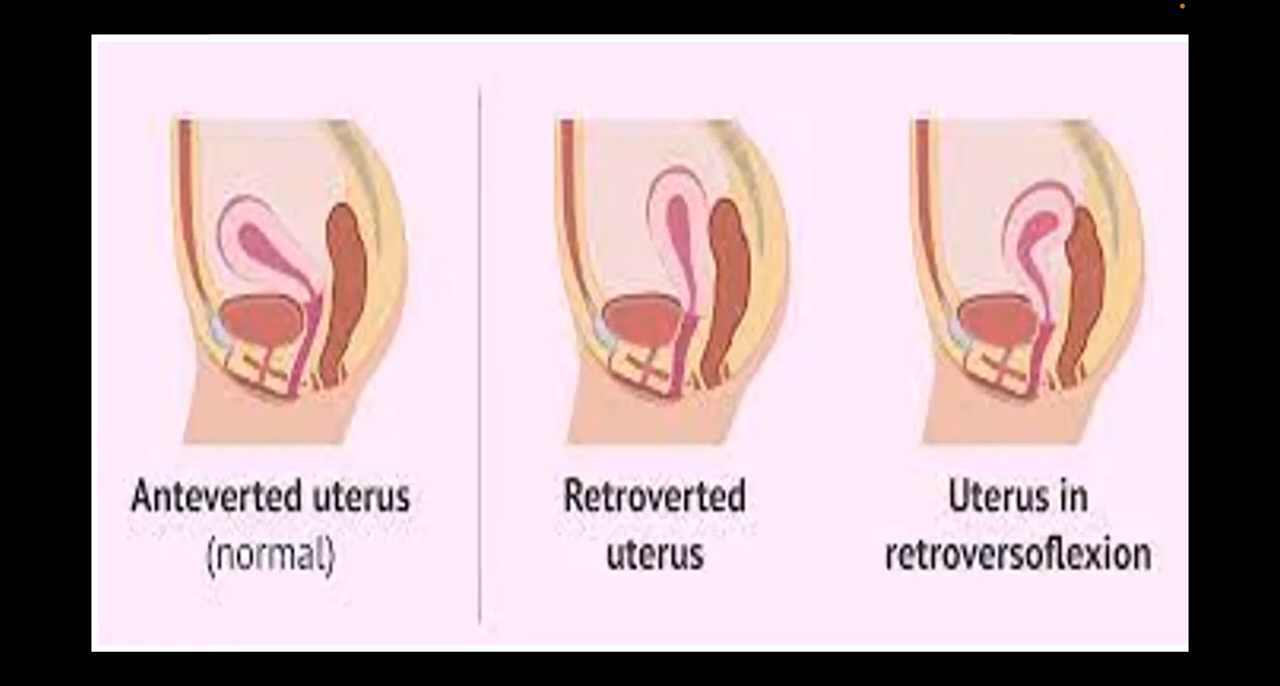 Anteverted uterus
(normal)
Retroverted
uterus
Uterus in
retroversoflexion